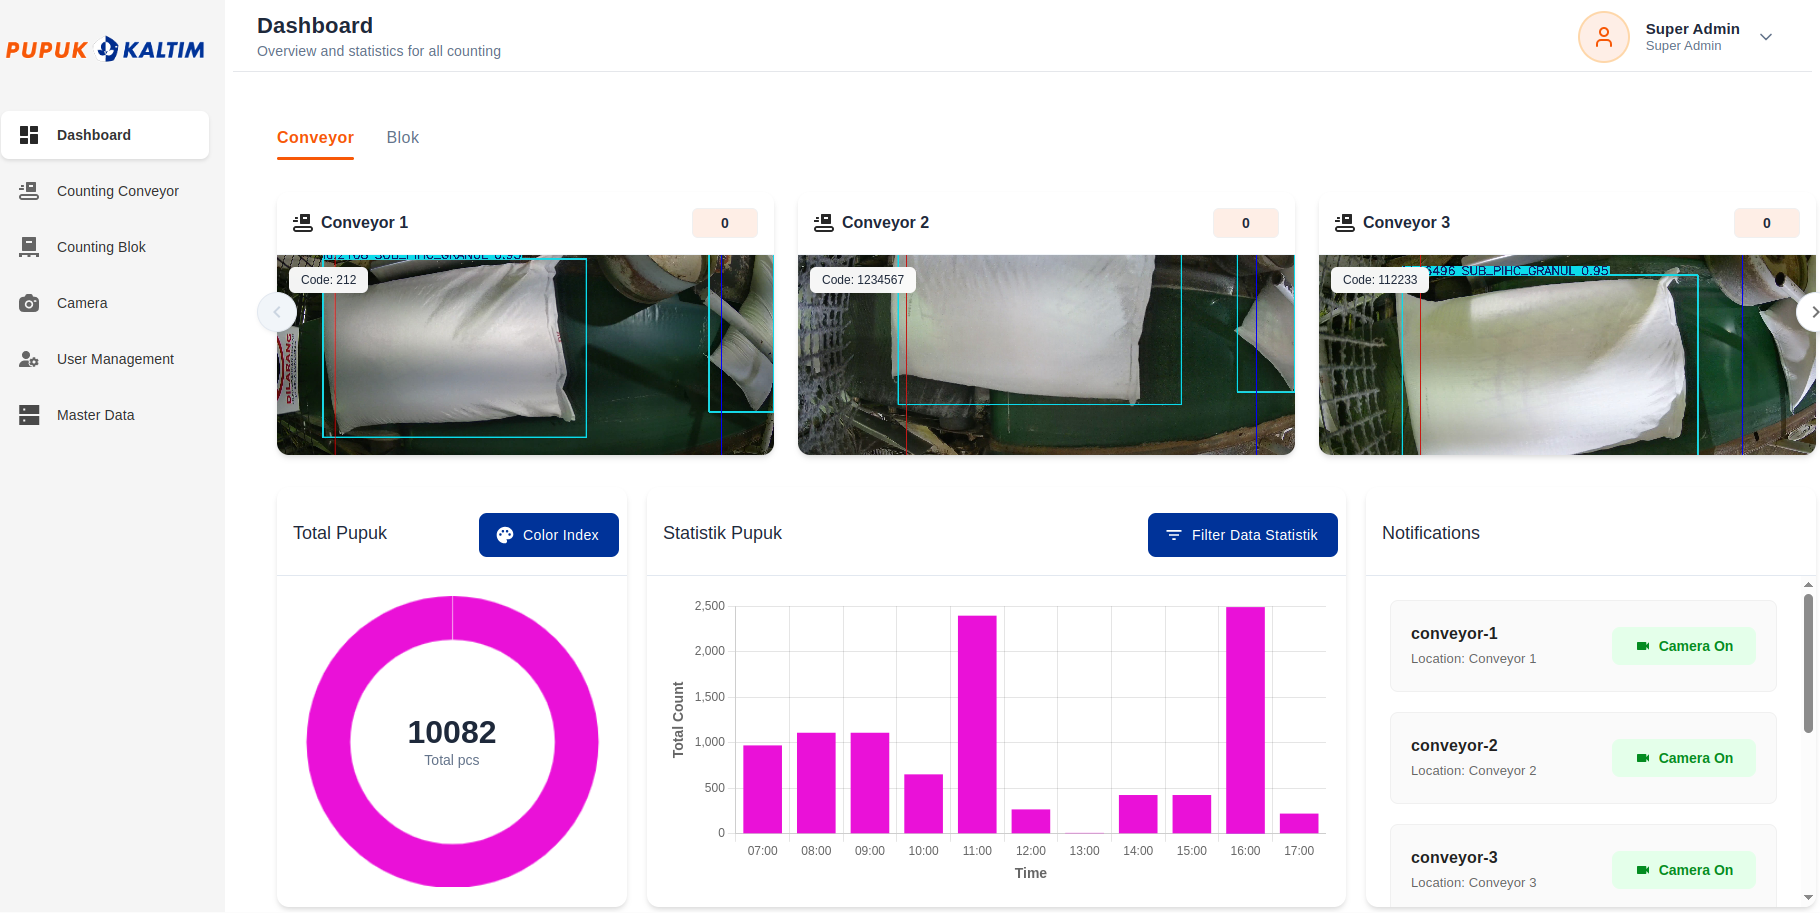 PUPUK KALTIM
Dashboard
Overview and statistics for all counting
Super Admin
Super Admin
Dashboard
Counting Conveyor
Counting Blok
Camera
User Management
Master Data
Conveyor
Blok
Conveyor 1
0
Code: 212
DILARANG
Conveyor 2
0
Code: 1234567
Conveyor 3
0
Code: 112233
496 SUB_PIHC_GRANUL 0.95
Total Pupuk
Color Index
10082
Total pcs
Statistik Pupuk
Filter Data Statistik
Total Count
2,500
2,000
1,500
1,000
500
0
07:00
08:00
09:00
10:00
11:00
12:00
13:00
14:00
15:00
16:00
17:00
Time
Notifications
conveyor-1
Location: Conveyor 1
Camera On
conveyor-2
Location: Conveyor 2
Camera On
conveyor-3
Location: Conveyor 3
Camera On